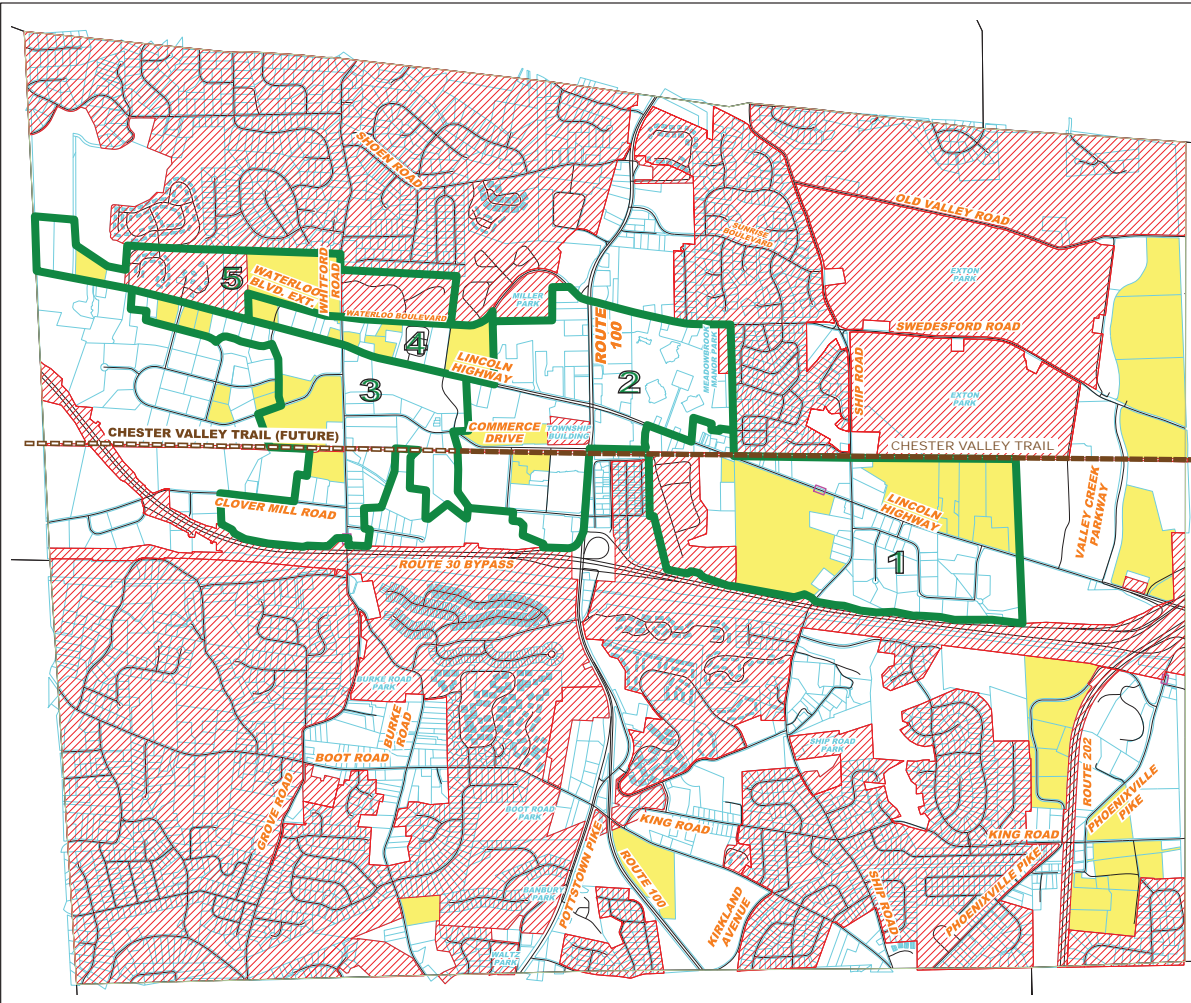 SHOEN ROAD
OLD VALLEY ROAD
SUNRISE
BOULEVARD
EXTON
PARK
5
WATERLOO
BLVD. EXT.
WHITFORD
ROAD
WATERLOO BOULEVARD
MILLER
PARK
ROUTE
100
SWEDESFORD ROAD
4
LINCOLN
HIGHWAY
3
2
MEADOWBROOK
MANOR PARK
SHIP ROAD
EXTON
PARK
CHESTER VALLEY TRAIL (FUTURE)
COMMERCE
DRIVE
TOWNSHIP
BUILDING
CHESTER VALLEY TRAIL
CLOVER MILL ROAD
LINCOLN
HIGHWAY
VALLEY CREEK
PARKWAY
1
ROUTE 30 BYPASS
BURKE ROAD
PARK
BURKE
ROAD
BOOT ROAD
SHIP ROAD
PARK
ROUTE 202
PHOENIXVILLE
PIKE
GROVE ROAD
BOOT ROAD
PARK
KING ROAD
KING ROAD
POTTSTOWN PIKE
ROUTE 100
KIRKLAND
AVENUE
SHIP ROAD
PHOENIXVILLE PIKE
BANBURY
PARK
WALTZ
PARK